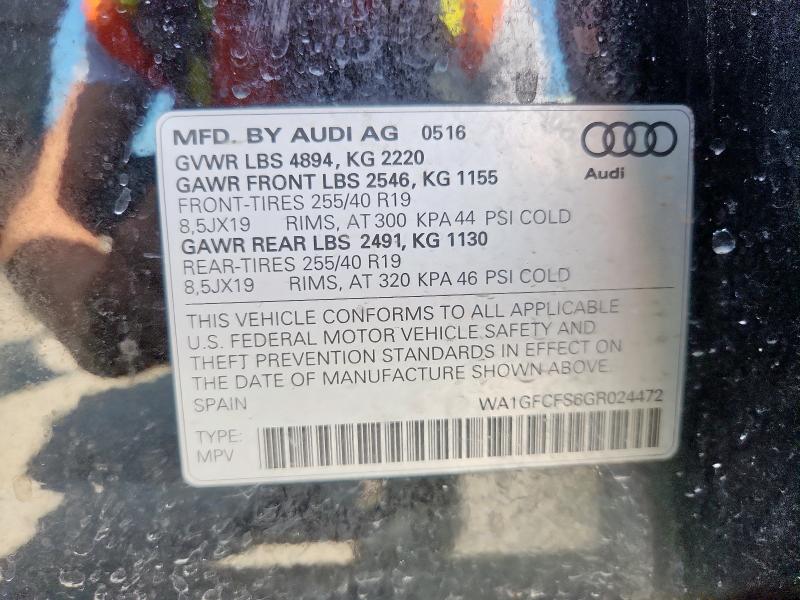 MFD. BY AUDI AG 0516
GVWR LBS 4894, KG 2220
GAWR FRONT LBS 2546, KG 1155
FRONT-TIRES 255/40 R19
8,5JX19 RIMS, AT 300 KPA 44 PSI COLD
GAWR REAR LBS 2491, KG 1130
REAR-TIRES 255/40 R19
8,5JX19 RIMS, AT 320 KPA 46 PSI COLD
Audi
THIS VEHICLE CONFORMS TO ALL APPLICABLE
U.S. FEDERAL MOTOR VEHICLE SAFETY AND
THEFT PREVENTION STANDARDS IN EFFECT ON
THE DATE OF MANUFACTURE SHOWN ABOVE.
SPAIN WA1GFCFS6GR024472
TYPE:
MPV